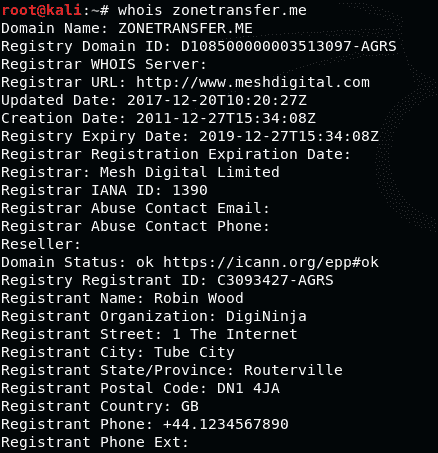 root@kali:~# whois zonetransfer.me
Domain Name: ZONETRANSFER.ME
Registry Domain ID: D108500000003513097-AGRS
Registrar WHOIS Server:
Registrar URL: http://www.meshdigital.com
Updated Date: 2017-12-20T10:20:27Z
Creation Date: 2011-12-27T15:34:08Z
Registry Expiry Date: 2019-12-27T15:34:08Z
Registrar Registration Expiration Date:
Registrar: Mesh Digital Limited
Registrar IANA ID: 1390
Registrar Abuse Contact Email:
Registrar Abuse Contact Phone:
Reseller:
Domain Status: ok https://icann.org/epp#ok
Registry Registrant ID: C3093427-AGRS
Registrant Name: Robin Wood
Registrant Organization: DigiNinja
Registrant Street: 1 The Internet
Registrant City: Tube City
Registrant State/Province: Routerville
Registrant Postal Code: DN1 4JA
Registrant Country: GB
Registrant Phone: +44.1234567890
Registrant Phone Ext: